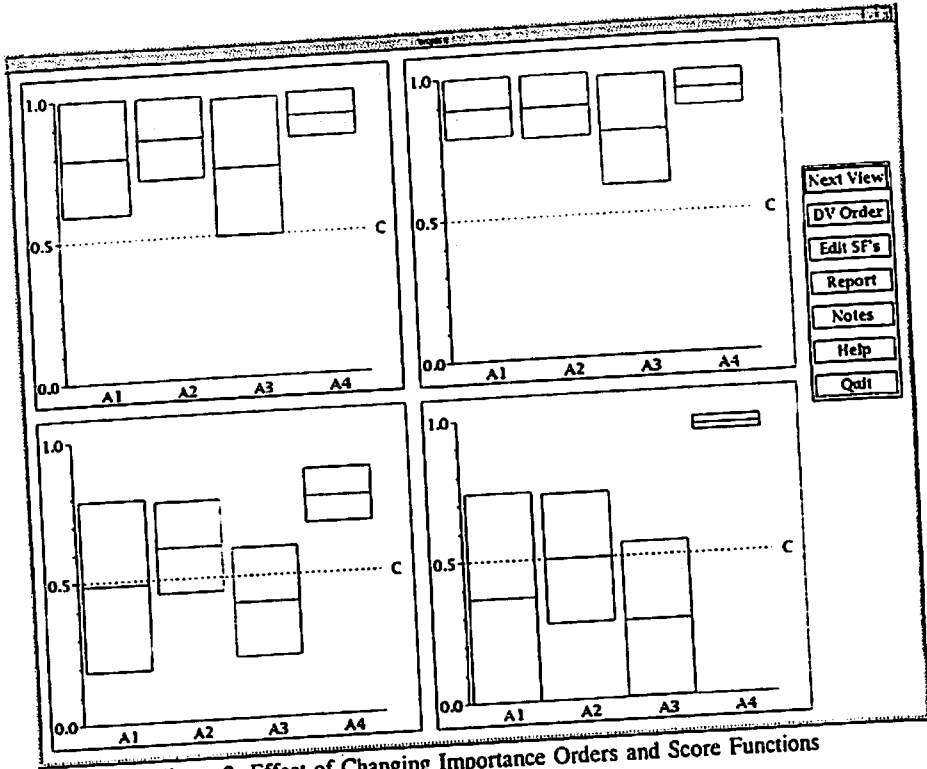 1.0
0.5
C
0.0
A1 A2 A3 A4
1.0
0.5
C
0.0
A1 A2 A3 A4
1.0
0.5
C
0.0
A1 A2 A3 A4
1.0
0.5
C
0.0
A1 A2 A3 A4
Next View
DV Order
Edit SF's
Report
Notes
Help
Quit
Effect of Changing Importance Orders and Score Functions